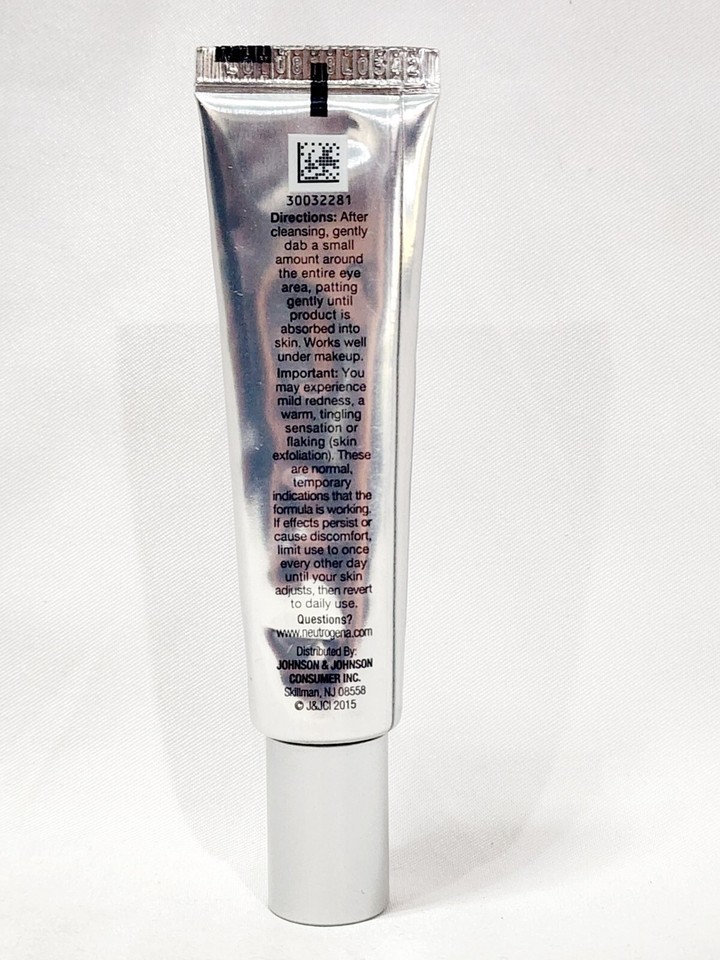 30032281
Directions: After
cleansing, gently
dab a small
amount around
the entire eye
area, patting
gently until
product is
absorbed into
skin. Works well
under makeup.
Important: You
may experience
mild redness, a
warm, tingling
sensation or
flaking (skin
exfoliation). These
are normal,
temporary
indications that the
formula is working.
If effects persist or
cause discomfort,
limit use to once
every other day
until your skin
adjusts, then revert
to daily use.
Questions?
www.neutrogena.com
Distributed By:
JOHNSON & JOHNSON
CONSUMER INC.
Skillman, NJ 08558
© J&JCI 2015